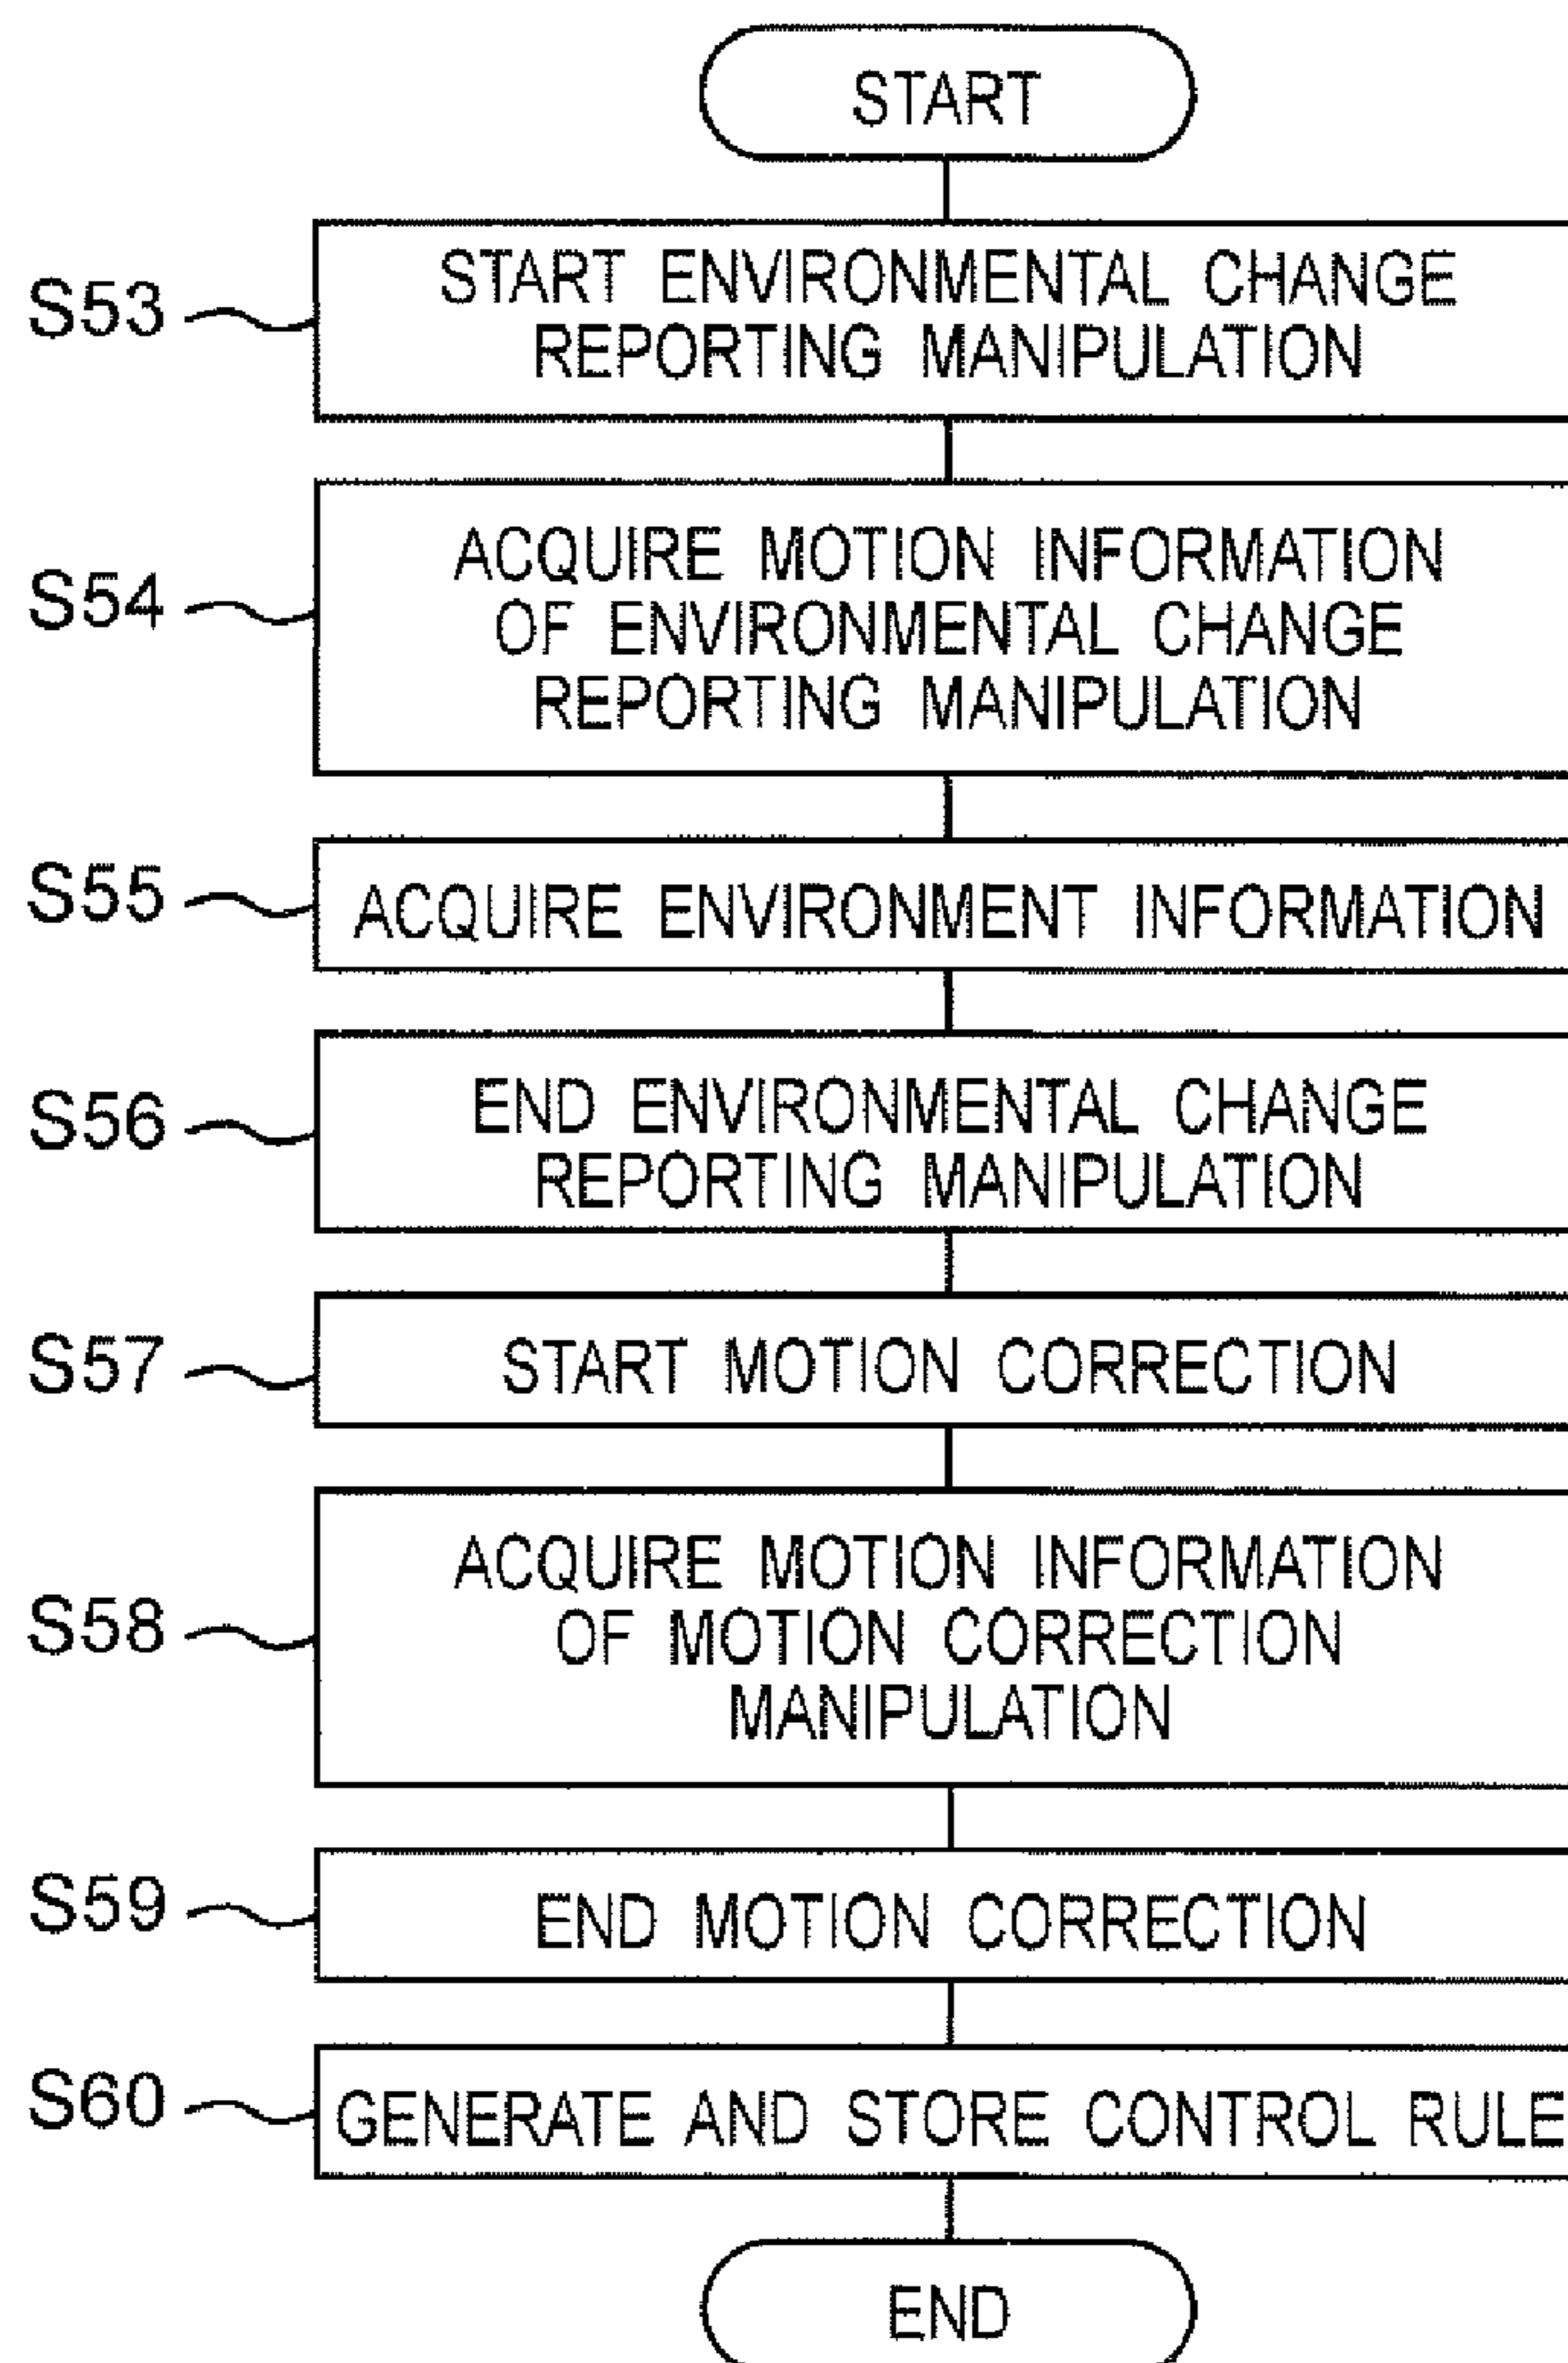 START
S53
START ENVIRONMENTAL CHANGE
REPORTING MANIPULATION
S54
ACQUIRE MOTION INFORMATION
OF ENVIRONMENTAL CHANGE
REPORTING MANIPULATION
S55
ACQUIRE ENVIRONMENT INFORMATION
S56
END ENVIRONMENTAL CHANGE
REPORTING MANIPULATION
S57
START MOTION CORRECTION
S58
ACQUIRE MOTION INFORMATION
OF MOTION CORRECTION
MANIPULATION
S59
END MOTION CORRECTION
S60
GENERATE AND STORE CONTROL RULE
END